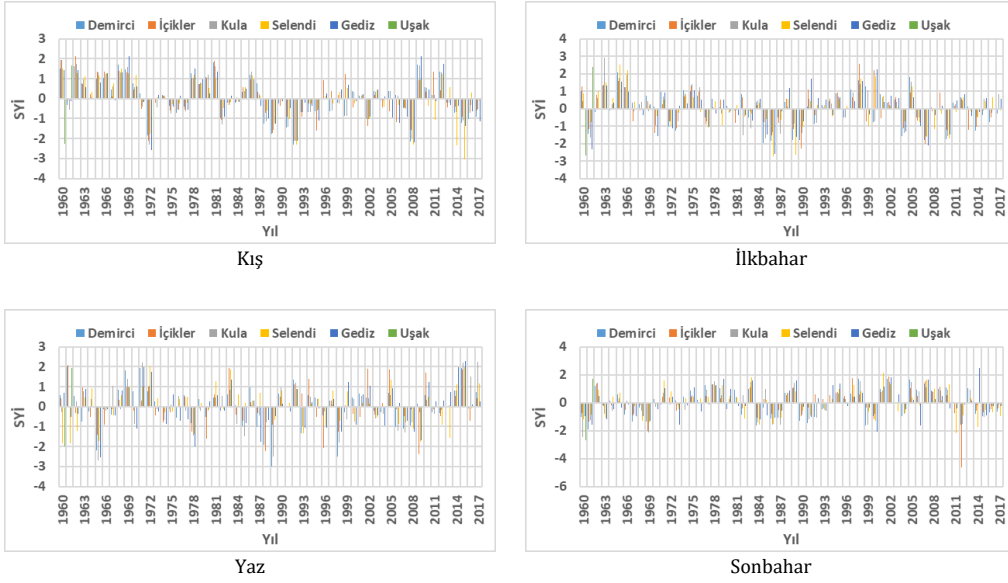 Demirci İçikler Kula Selendi Gediz Uşak
3
2
1
0
-1
-2
-3
-4
SYİ
1960 1963 1966 1969 1972 1975 1978 1981 1984 1987 1990 1993 1996 1999 2002 2005 2008 2011 2014 2017
Yıl
Kış
Demirci İçikler Kula Selendi Gediz Uşak
4
3
2
1
0
-1
-2
-3
-4
SYİ
1960 1963 1966 1969 1972 1975 1978 1981 1984 1987 1990 1993 1996 1999 2002 2005 2008 2011 2014 2017
Yıl
İlkbahar
Demirci İçikler Kula Selendi Gediz Uşak
3
2
1
0
-1
-2
-3
-4
SYİ
1960 1963 1966 1969 1972 1975 1978 1981 1984 1987 1990 1993 1996 1999 2002 2005 2008 2011 2014 2017
Yıl
Yaz
Demirci İçikler Kula Selendi Gediz Uşak
4
2
0
-2
-4
-6
SYİ
1960 1963 1966 1969 1972 1975 1978 1981 1984 1987 1990 1993 1996 1999 2002 2005 2008 2011 2014 2017
Yıl
Sonbahar